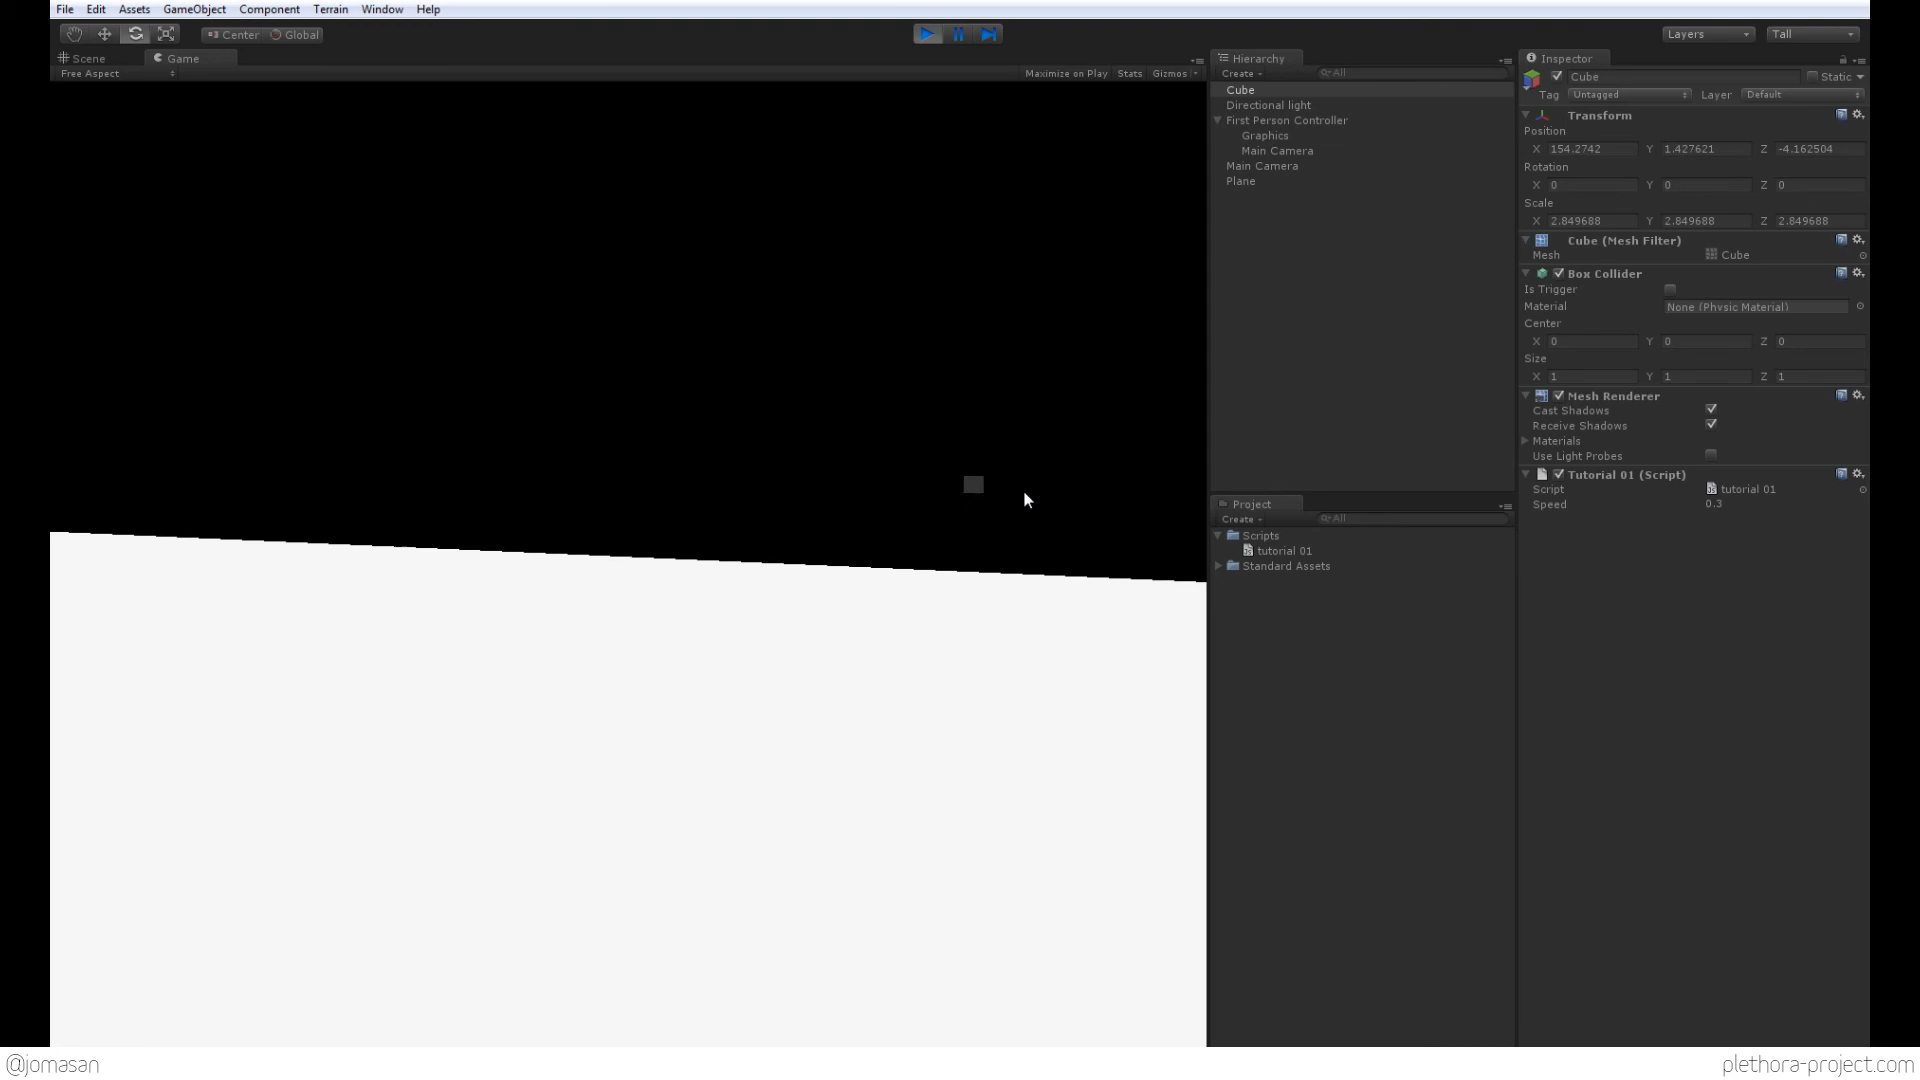 File Edit Assets GameObject Component Terrain Window Help
Center Global Layers Tall
Scene Game
Free Aspect Maximize on Play Stats Gizmos
Hierarchy
Create All
Cube
Directional light
First Person Controller
Graphics
Main Camera
Main Camera
Plane
Project
Create All
Scripts
tutorial 01
Standard Assets
Inspector
Cube Static
Tag Untagged Layer Default
Transform
Position
X 154.2742 Y 1.427621 Z -4.162504
Rotation
X 0 Y 0 Z 0
Scale
X 2.849688 Y 2.849688 Z 2.849688
Cube (Mesh Filter)
Mesh Cube
Box Collider
Is Trigger
Material None (Physic Material)
Center
X 0 Y 0 Z 0
Size
X 1 Y 1 Z 1
Mesh Renderer
Cast Shadows
Receive Shadows
Materials
Use Light Probes
Tutorial 01 (Script)
Script tutorial 01
Speed 0.3
@jomasan
plethora-project.com